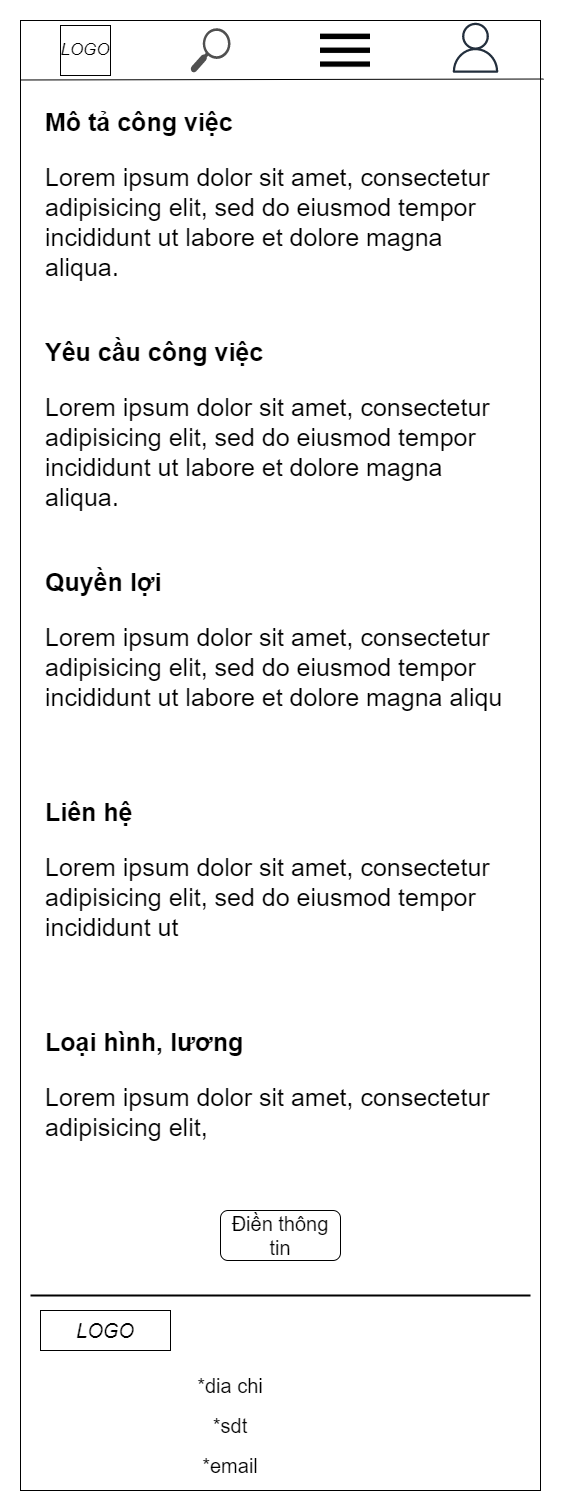 LOGO
Mô tả công việc
Lorem ipsum dolor sit amet, consectetur
adipisicing elit, sed do eiusmod tempor
incididunt ut labore et dolore magna
aliqua.
Yêu cầu công việc
Lorem ipsum dolor sit amet, consectetur
adipisicing elit, sed do eiusmod tempor
incididunt ut labore et dolore magna
aliqua.
Quyền lợi
Lorem ipsum dolor sit amet, consectetur
adipisicing elit, sed do eiusmod tempor
incididunt ut labore et dolore magna aliqu
Liên hệ
Lorem ipsum dolor sit amet, consectetur
adipisicing elit, sed do eiusmod tempor
incididunt ut
Loại hình, lương
Lorem ipsum dolor sit amet, consectetur
adipisicing elit,
Điền thông
tin
LOGO
*dia chi
*sdt
*email